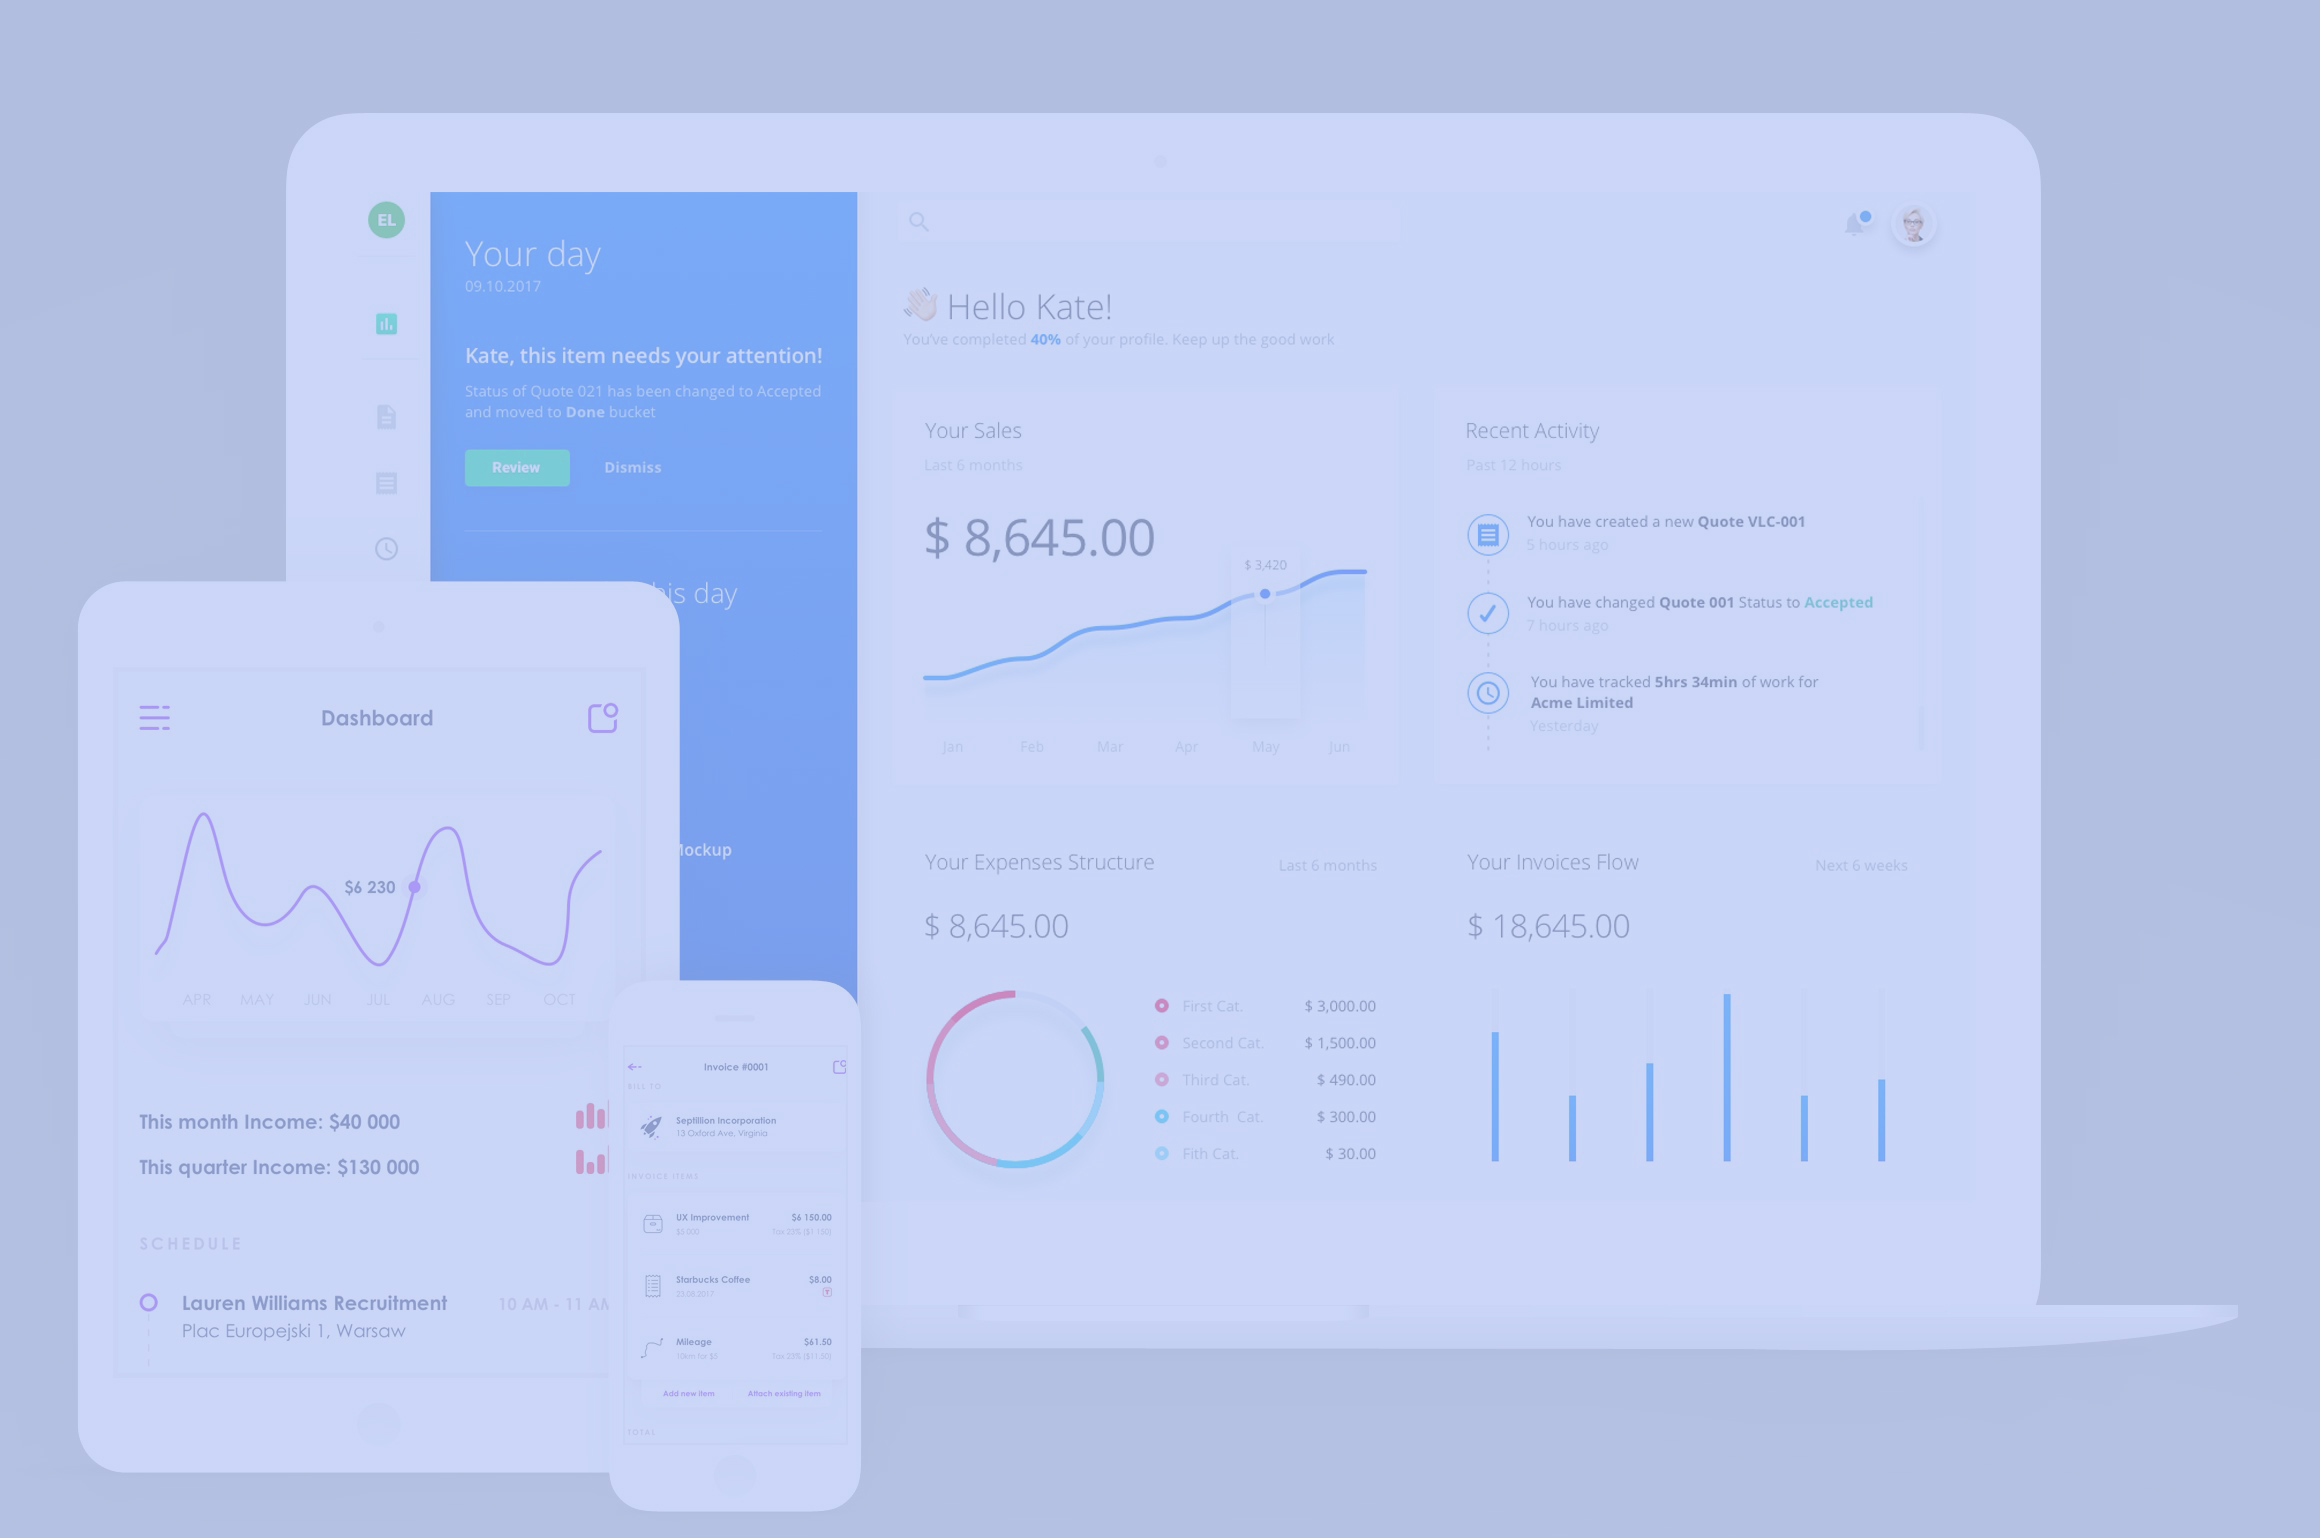 EL
Your day
09.10.2017
Kate, this item needs your attention!
Status of Quote 021 has been changed to Accepted
and moved to Done bucket
Review
Dismiss
day
Mockup
Hello Kate!
You've completed 40% of your profile. Keep up the good work
Your Sales
Last 6 months
$ 8,645.00
$ 3,420
Jan Feb Mar Apr May Jun
Recent Activity
Past 12 hours
You have created a new Quote VLC-001
5 hours ago
You have changed Quote 001 Status to Accepted
7 hours ago
You have tracked 5hrs 34min of work for
Acme Limited
Yesterday
Your Expenses Structure
Last 6 months
$ 8,645.00
First Cat. $ 3,000.00
Second Cat. $ 1,500.00
Third Cat. $ 490.00
Fourth Cat. $ 300.00
Fith Cat. $ 30.00
Your Invoices Flow
Next 6 weeks
$ 18,645.00
Dashboard
$6 230
APR MAY JUN JUL AUG SEP OCT
This month Income: $40 000
This quarter Income: $130 000
SCHEDULE
Lauren Williams Recruitment
10 AM - 11 AM
Plac Europejski 1, Warsaw
Invoice #0001
BILL TO
Septillion Incorporation
13 Oxford Ave, Virginia
INVOICE ITEMS
UX Improvement $6 150.00
$5 000 Tax 23% ($1 150)
Starbucks Coffee $8.00
23.08.2017
Mileage $61.50
10km for $5 Tax 23% ($11.50)
Add new item
Attach existing item
TOTAL